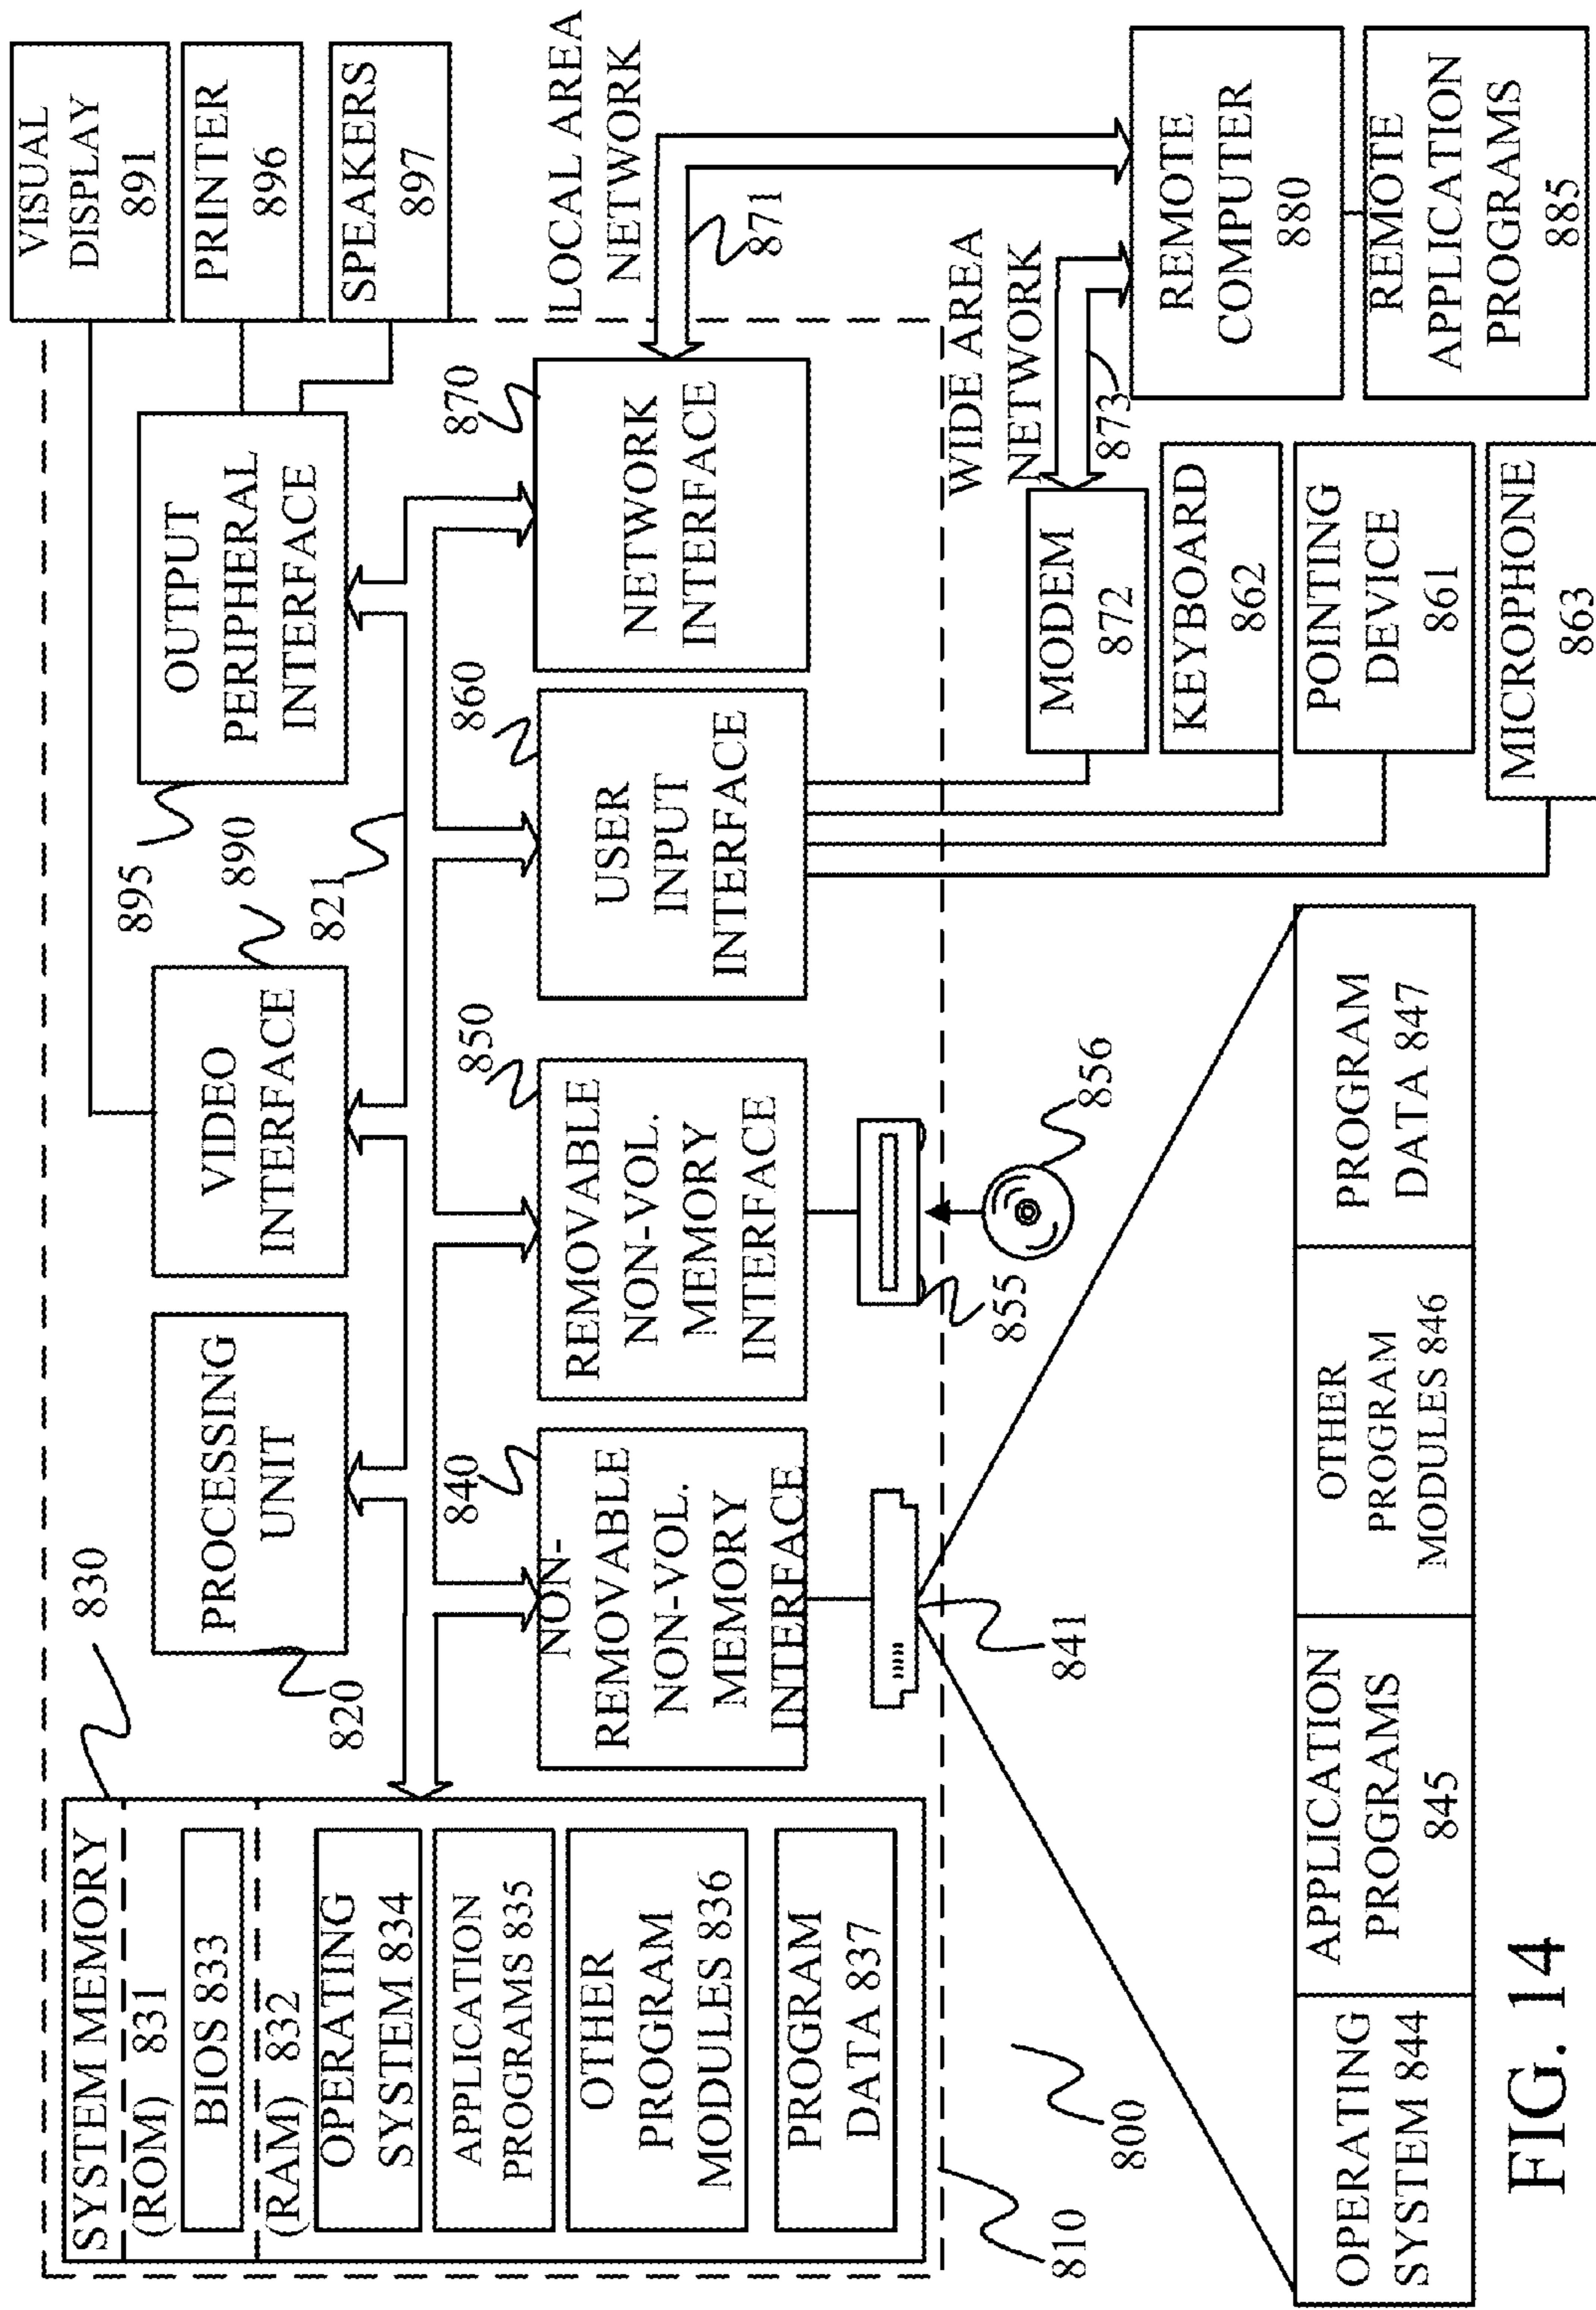 SYSTEM MEMORY
(ROM) 831
BIOS 833
(RAM) 832
OPERATING
SYSTEM 834
APPLICATION
PROGRAMS 835
OTHER
PROGRAM
MODULES 836
PROGRAM
DATA 837
830
820
PROCESSING
UNIT
VIDEO
INTERFACE
890
895
821
OUTPUT
PERIPHERAL
INTERFACE
VISUAL
DISPLAY
891
PRINTER
896
SPEAKERS
897
840
NON-
REMOVABLE
NON-VOL.
MEMORY
INTERFACE
850
REMOVABLE
NON-VOL.
MEMORY
INTERFACE
860
USER
INPUT
INTERFACE
870
NETWORK
INTERFACE
LOCAL AREA
NETWORK
871
841
855
856
WIDE AREA
NETWORK
873
MODEM
872
KEYBOARD
862
POINTING
DEVICE
861
MICROPHONE
863
REMOTE
COMPUTER
880
REMOTE
APPLICATION
PROGRAMS
885
810
800
OPERATING
SYSTEM 844
APPLICATION
PROGRAMS
845
OTHER
PROGRAM
MODULES 846
PROGRAM
DATA 847
FIG. 14